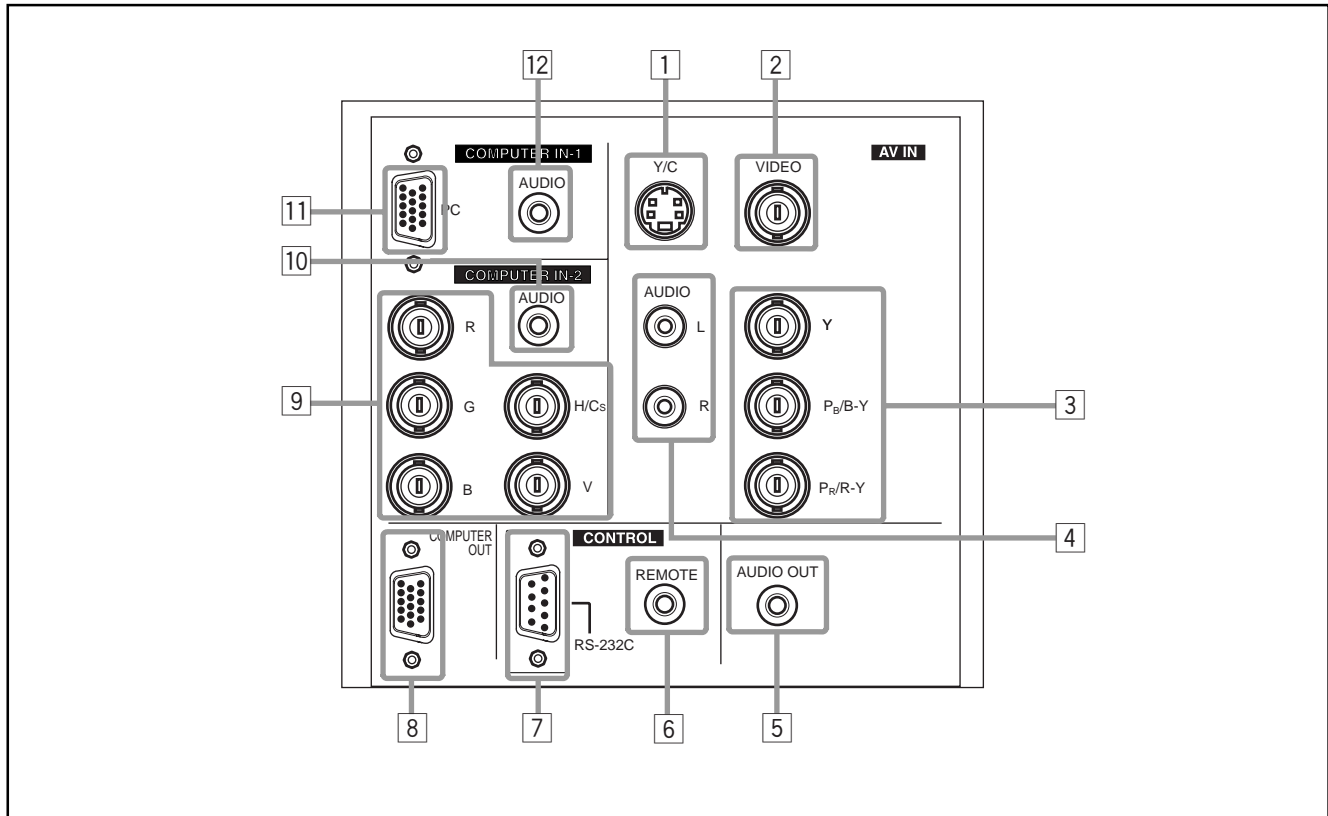 12
1
2
COMPUTER IN-1
AV IN
AUDIO
Y/C
VIDEO
11
PC
10
COMPUTER IN-2
AUDIO
AUDIO
R
L
Y
9
G
H/Cs
R
PB/B-Y
3
B
V
PR/R-Y
COMPUTER
OUT
CONTROL
4
REMOTE
AUDIO OUT
RS-232C
8
7
6
5